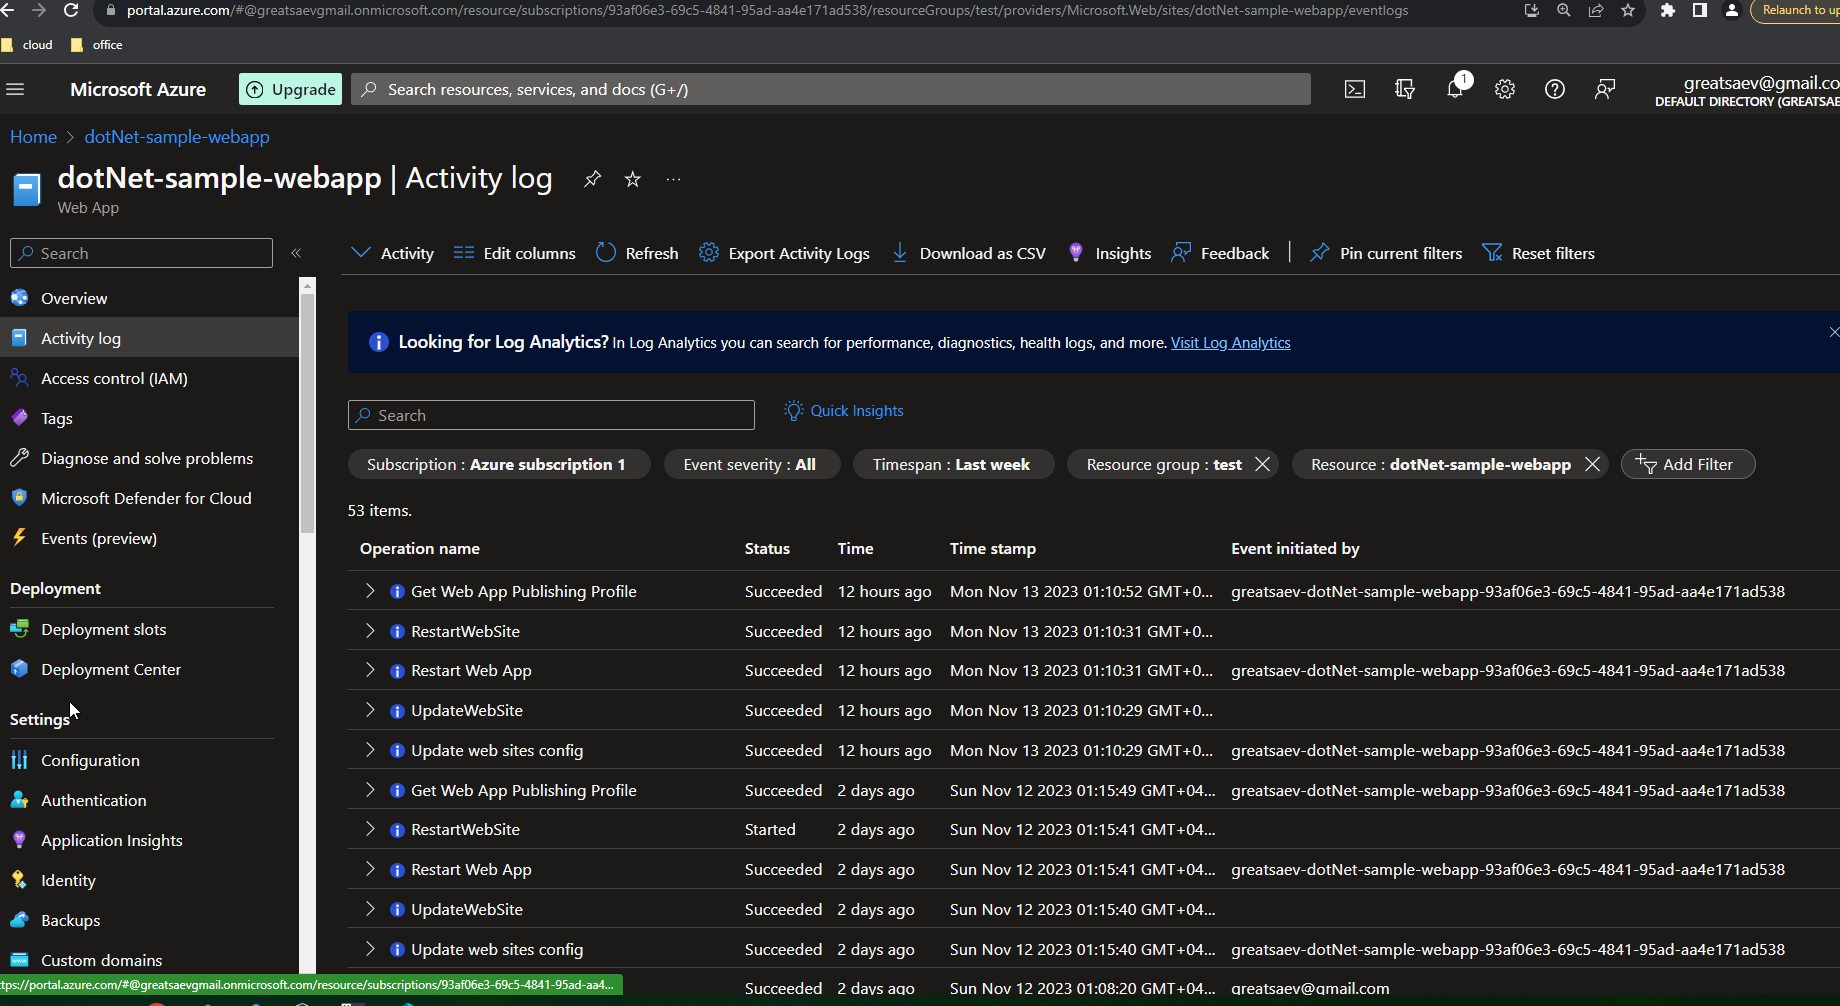 portal.azure.com/#@greatsaevgmail.onmicrosoft.com/resource/subscriptions/93af06e3-69c5-4841-95ad-aa4e171ad538/resourceGroups/test/providers/Microsoft.Web/sites/dotNet-sample-webapp/eventlogs
Relaunch to up
cloud
office
Microsoft Azure
Upgrade
Search resources, services, and docs (G+/)
1
greatsaev@gmail.co
DEFAULT DIRECTORY (GREATSAE
Home > dotNet-sample-webapp
dotNet-sample-webapp | Activity log
Web App
Search
Overview
Activity log
Access control (IAM)
Tags
Diagnose and solve problems
Microsoft Defender for Cloud
Events (preview)
Deployment
Deployment slots
Deployment Center
Settings
Configuration
Authentication
Application Insights
Identity
Backups
Custom domains
Activity
Edit columns
Refresh
Export Activity Logs
Download as CSV
Insights
Feedback
Pin current filters
Reset filters
Looking for Log Analytics? In Log Analytics you can search for performance, diagnostics, health logs, and more. Visit Log Analytics
Search
Quick Insights
Subscription : Azure subscription 1
Event severity : All
Timespan : Last week
Resource group : test
Resource : dotNet-sample-webapp
Add Filter
53 items.
Operation name Status Time Time stamp Event initiated by
Get Web App Publishing Profile Succeeded 12 hours ago Mon Nov 13 2023 01:10:52 GMT+0... greatsaev-dotNet-sample-webapp-93af06e3-69c5-4841-95ad-aa4e171ad538
RestartWebSite Succeeded 12 hours ago Mon Nov 13 2023 01:10:31 GMT+0...
Restart Web App Succeeded 12 hours ago Mon Nov 13 2023 01:10:31 GMT+0... greatsaev-dotNet-sample-webapp-93af06e3-69c5-4841-95ad-aa4e171ad538
UpdateWebSite Succeeded 12 hours ago Mon Nov 13 2023 01:10:29 GMT+0...
Update web sites config Succeeded 12 hours ago Mon Nov 13 2023 01:10:29 GMT+0... greatsaev-dotNet-sample-webapp-93af06e3-69c5-4841-95ad-aa4e171ad538
Get Web App Publishing Profile Succeeded 2 days ago Sun Nov 12 2023 01:15:49 GMT+04... greatsaev-dotNet-sample-webapp-93af06e3-69c5-4841-95ad-aa4e171ad538
RestartWebSite Started 2 days ago Sun Nov 12 2023 01:15:41 GMT+04...
Restart Web App Succeeded 2 days ago Sun Nov 12 2023 01:15:41 GMT+04... greatsaev-dotNet-sample-webapp-93af06e3-69c5-4841-95ad-aa4e171ad538
UpdateWebSite Succeeded 2 days ago Sun Nov 12 2023 01:15:40 GMT+04...
Update web sites config Succeeded 2 days ago Sun Nov 12 2023 01:15:40 GMT+04... greatsaev-dotNet-sample-webapp-93af06e3-69c5-4841-95ad-aa4e171ad538
Succeeded 2 days ago Sun Nov 12 2023 01:08:20 GMT+04... greatsaev@gmail.com
ttps://portal.azure.com/#@greatsaevgmail.onmicrosoft.com/resource/subscriptions/93af06e3-69c5-4841-95ad-aa4...